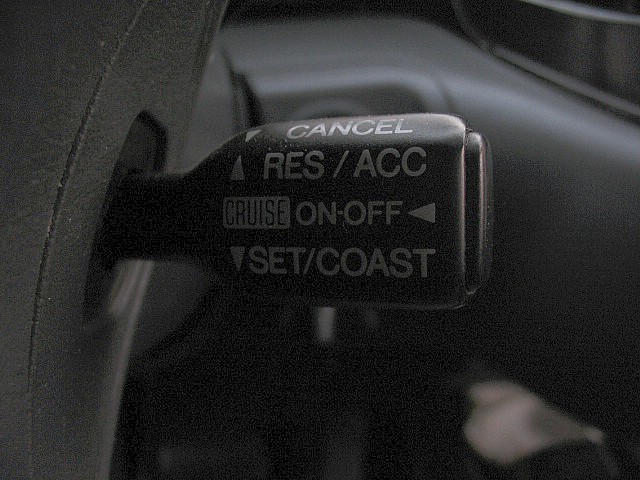 CANCEL
RES / ACC
CRUISE ON-OFF
SET/COAST